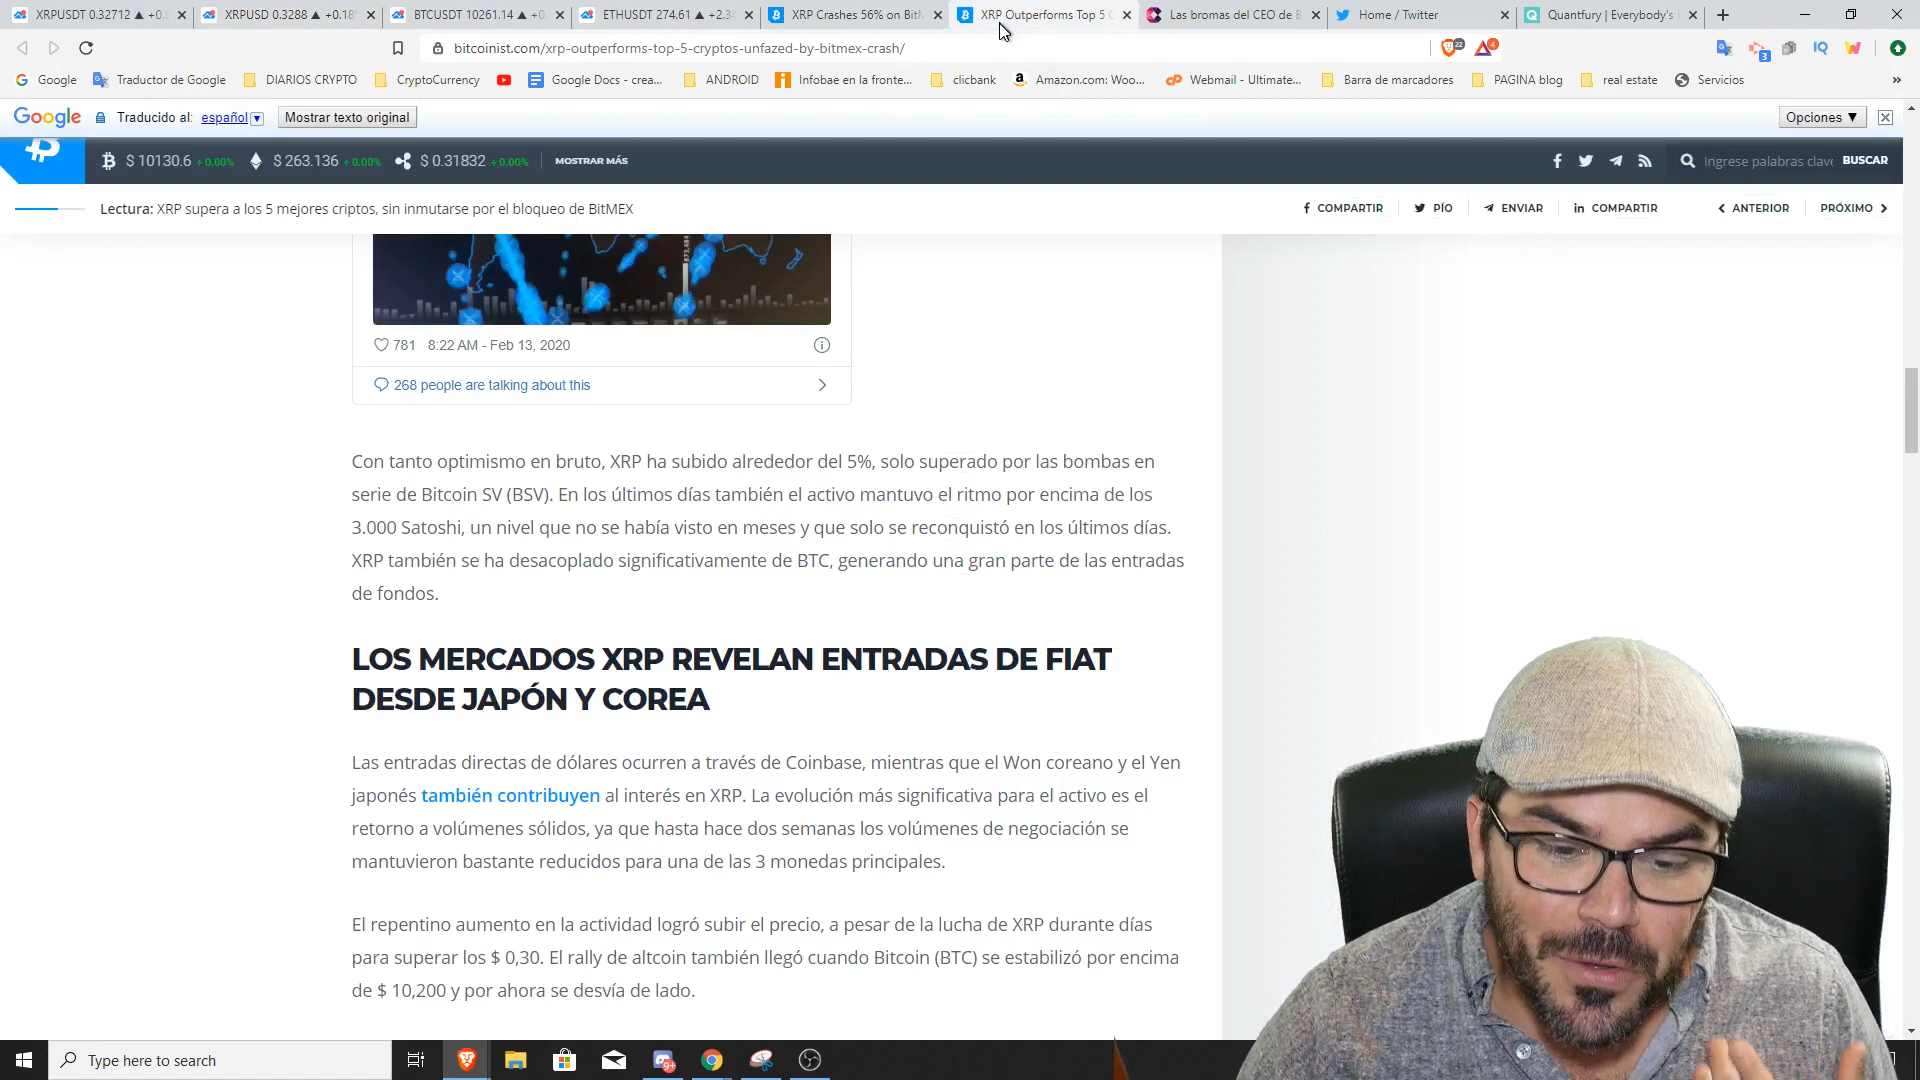 XRPUSDT 0.32712 ▲ +0.
XRPUSD 0.3288 ▲ +0.18
BTCUSDT 10261.14 ▲ +0
ETHUSDT 274.61 ▲ +2.3
XRP Crashes 56% on BitM
XRP Outperforms Top 5 C
Las bromas del CEO de B
Home / Twitter
Quantfury | Everybody's
bitcoinist.com/xrp-outperforms-top-5-cryptos-unfazed-by-bitmex-crash/
22
4
3
IQ
Google
Traductor de Google
DIARIOS CRYPTO
CryptoCurrency
Google Docs - crea...
ANDROID
Infobae en la fronte...
clicbank
Amazon.com: Woo...
Webmail - Ultimate...
Barra de marcadores
PAGINA blog
real estate
Servicios
»
Google Traducido al: español Mostrar texto original Opciones ▼
$ 10130.6 +0.00% $ 263.136 +0.00% $ 0.31832 +0.00% MOSTRAR MÁS Ingrese palabras clave BUSCAR
Lectura: XRP supera a los 5 mejores criptos, sin inmutarse por el bloqueo de BitMEX
COMPARTIR PÍO ENVIAR COMPARTIR ANTERIOR PRÓXIMO
781 8:22 AM - Feb 13, 2020
268 people are talking about this
Con tanto optimismo en bruto, XRP ha subido alrededor del 5%, solo superado por las bombas en
serie de Bitcoin SV (BSV). En los últimos días también el activo mantuvo el ritmo por encima de los
3.000 Satoshi, un nivel que no se había visto en meses y que solo se reconquistó en los últimos días.
XRP también se ha desacoplado significativamente de BTC, generando una gran parte de las entradas
de fondos.
LOS MERCADOS XRP REVELAN ENTRADAS DE FIAT
DESDE JAPÓN Y COREA
Las entradas directas de dólares ocurren a través de Coinbase, mientras que el Won coreano y el Yen
japonés también contribuyen al interés en XRP. La evolución más significativa para el activo es el
retorno a volúmenes sólidos, ya que hasta hace dos semanas los volúmenes de negociación se
mantuvieron bastante reducidos para una de las 3 monedas principales.
El repentino aumento en la actividad logró subir el precio, a pesar de la lucha de XRP durante días
para superar los $ 0,30. El rally de altcoin también llegó cuando Bitcoin (BTC) se estabilizó por encima
de $ 10,200 y por ahora se desvía de lado.
Type here to search